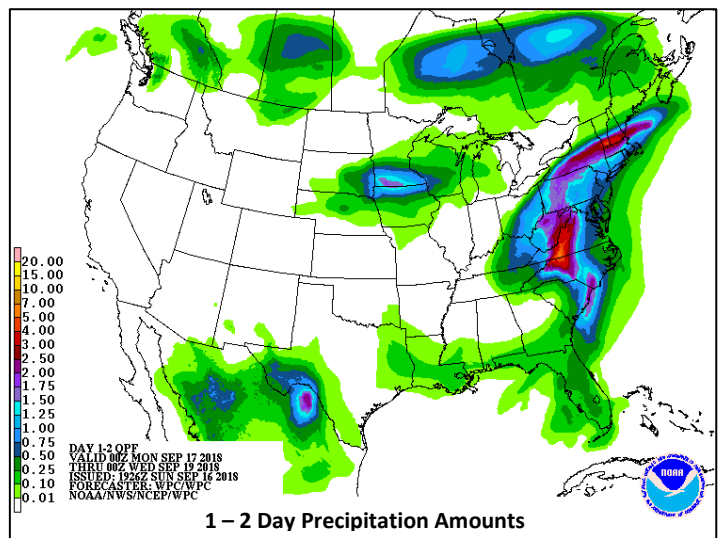 20.00
15.00
10.00
7.00
5.00
4.00
3.00
2.50
2.00
1.75
1.50
1.25
1.00
0.75
0.50
0.25
0.10
0.01
DAY 1-2 QPF
VALID 00Z MON SEP 17 2018
THRU 00Z WED SEP 19 2018
ISSUED: 1926Z SUN SEP 16 2018
FORECASTER: WPC/WPC
NOAA/NWS/NCEP/WPC
NOAA
1 – 2 Day Precipitation Amounts